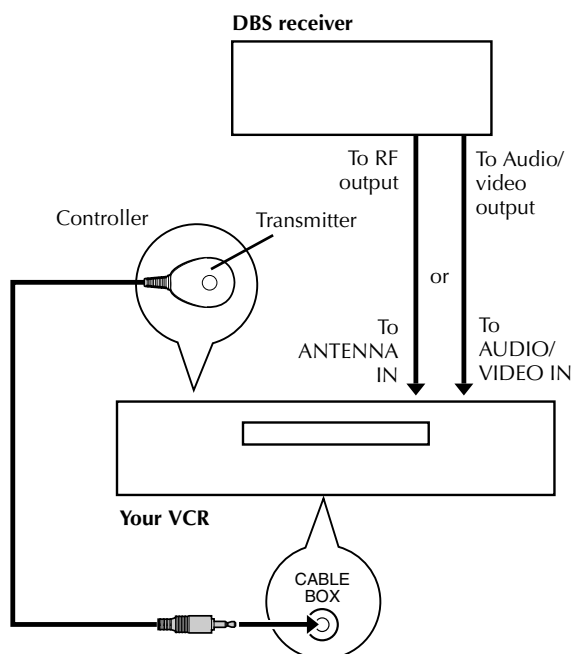 DBS receiver
To RF
output
To Audio/
video
output
Controller
Transmitter
or
To
ANTENNA
IN
To
AUDIO/
VIDEO IN
Your VCR
CABLE
BOX